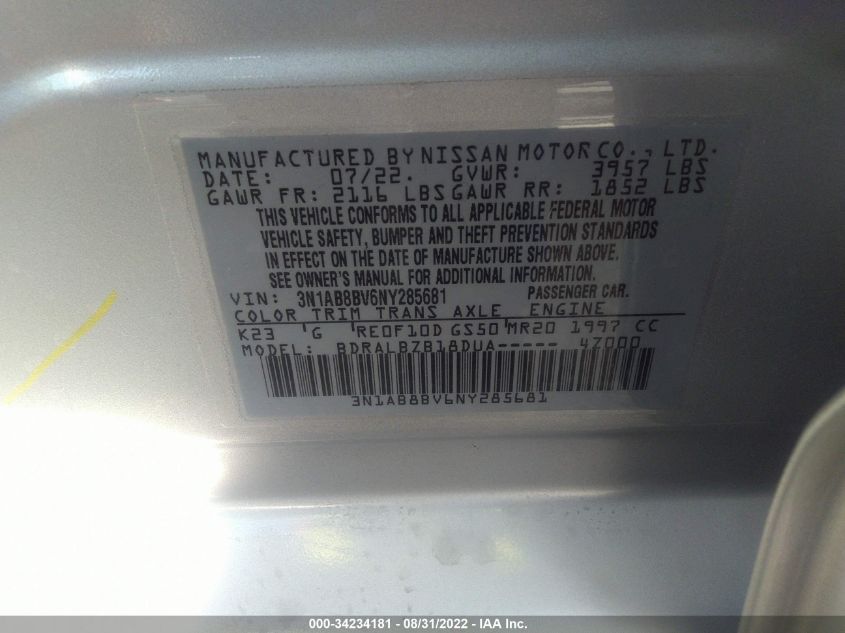 MANUFACTURED BY NISSAN MOTOR CO., LTD.
DATE: 07/22. GVWR: 3957 LBS
GAWR FR: 2116 LBS GAWR RR: 1852 LBS
THIS VEHICLE CONFORMS TO ALL APPLICABLE FEDERAL MOTOR
VEHICLE SAFETY, BUMPER AND THEFT PREVENTION STANDARDS
IN EFFECT ON THE DATE OF MANUFACTURE SHOWN ABOVE.
SEE OWNER'S MANUAL FOR ADDITIONAL INFORMATION.
VIN: 3N1AB8BV6NY285681 PASSENGER CAR.
COLOR TRIM TRANS AXLE ENGINE
K23 'G 'RE0F10D GS50 'MR20 1997 CC
MODEL: BDRALBZB18DUA----- 4Z000
3N1AB8BV6NY285681
000-34234181 - 08/31/2022 - IAA Inc.